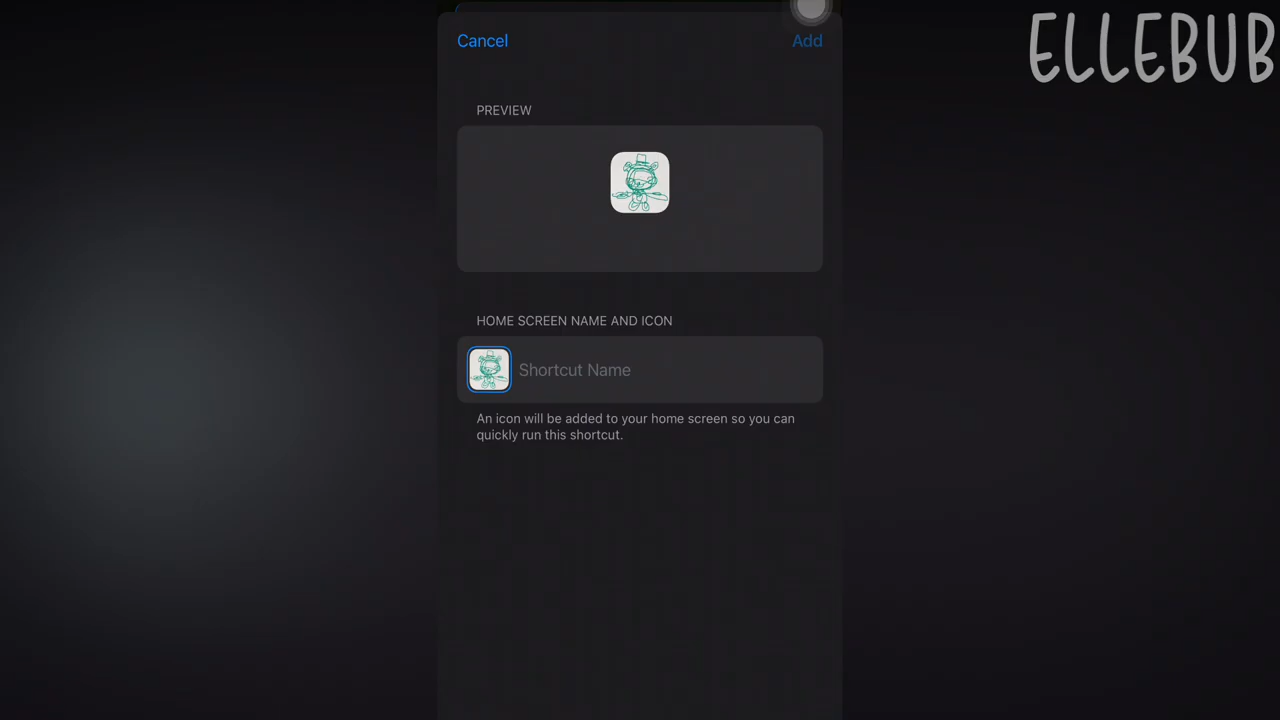 ELLEBUB
Cancel
Add
PREVIEW
HOME SCREEN NAME AND ICON
Shortcut Name
An icon will be added to your home screen so you can
quickly run this shortcut.